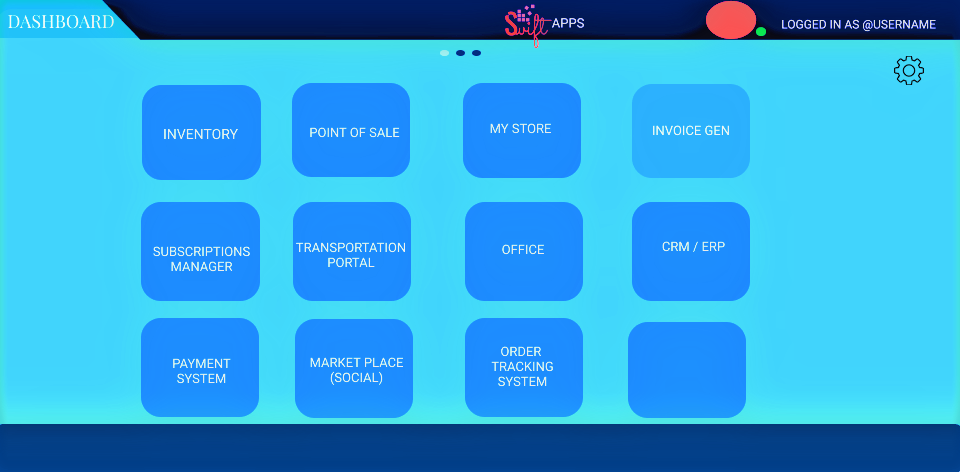 DASHBOARD
Swift APPS
LOGGED IN AS @USERNAME
INVENTORY
POINT OF SALE
MY STORE
INVOICE GEN
SUBSCRIPTIONS
MANAGER
TRANSPORTATION
PORTAL
OFFICE
CRM / ERP
PAYMENT
SYSTEM
MARKET PLACE
(SOCIAL)
ORDER
TRACKING
SYSTEM